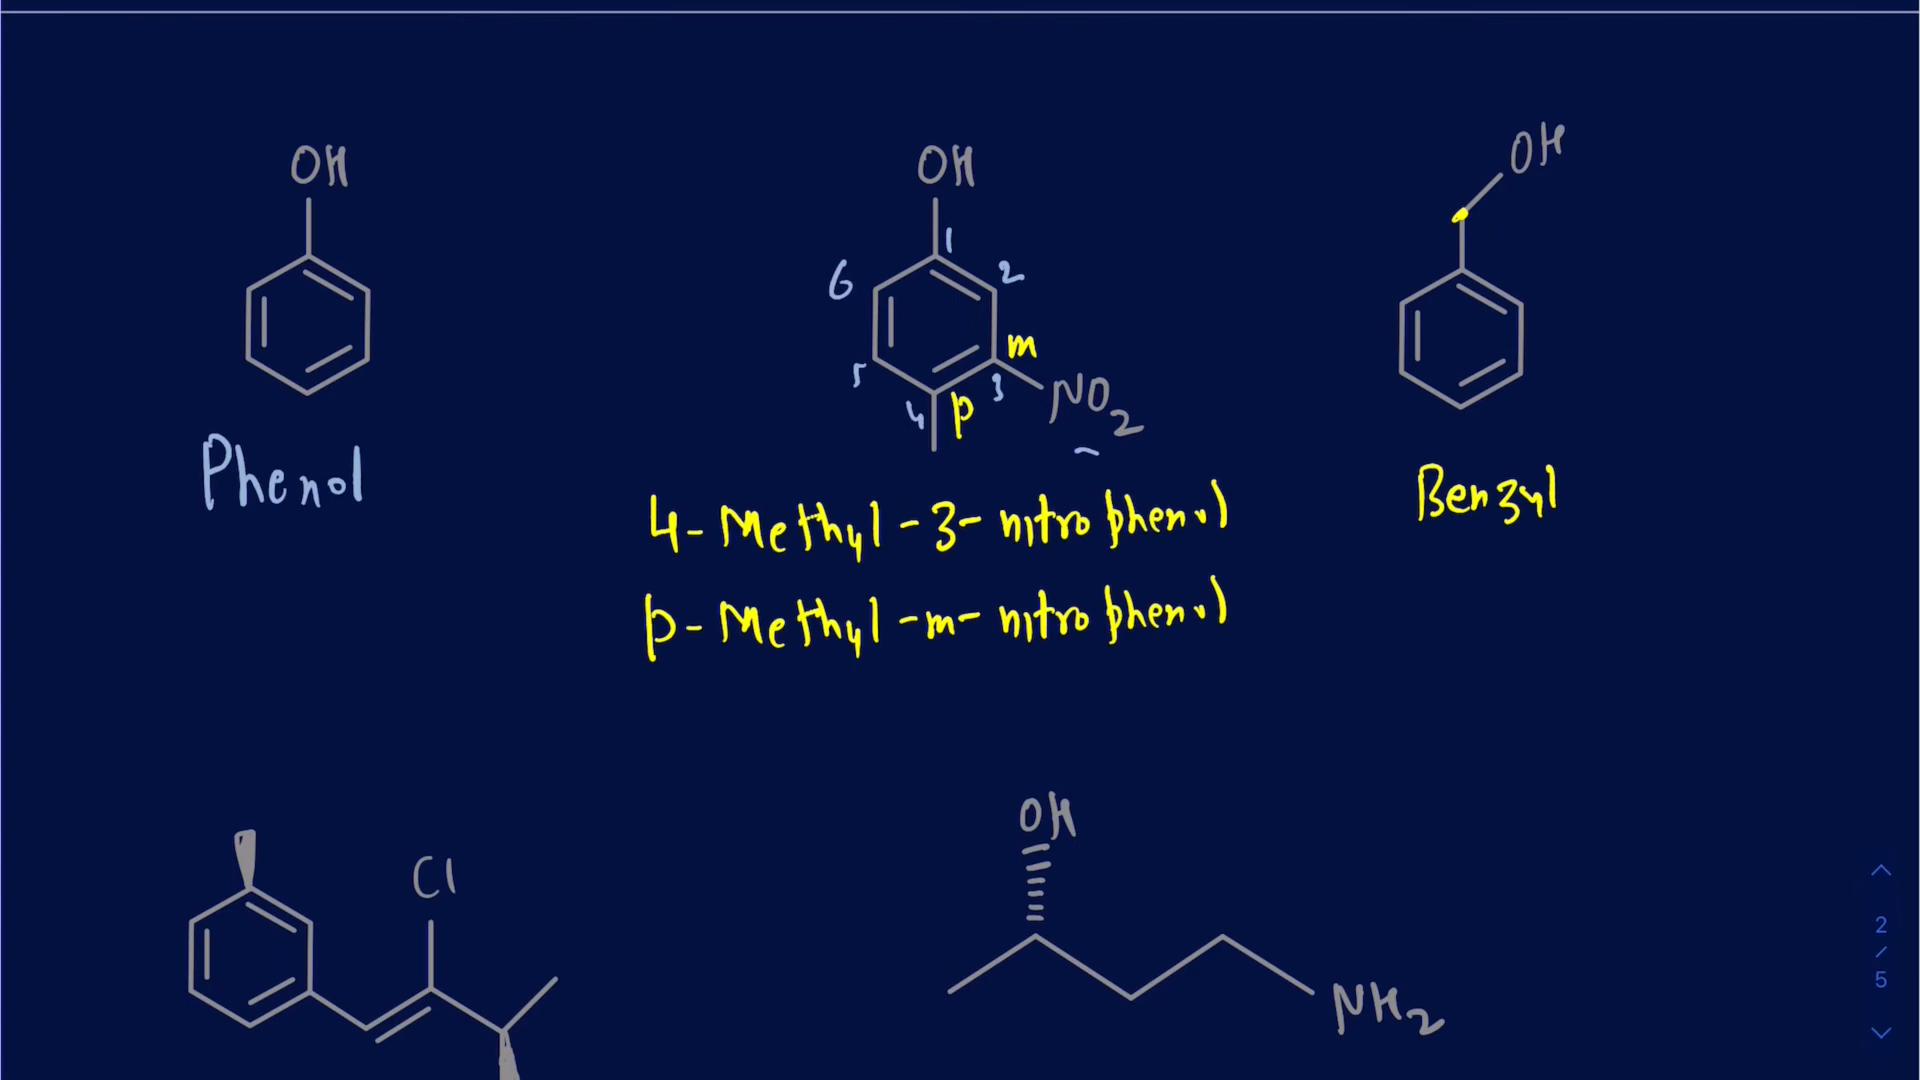 OH
OH
OH
1
6
2
m
5
3
NO2
4
p
Phenol
Benzyl
4-Methyl-3-nitrophenol
p-Methyl-m-nitrophenol
OH
Cl
NH2
2
/
5